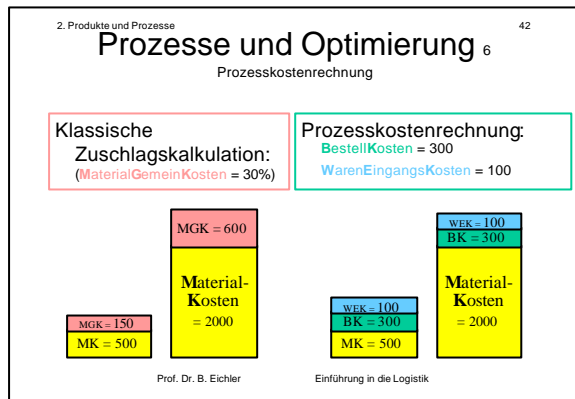 2. Produkte und Prozesse
42
Prozesse und Optimierung 6
Prozesskostenrechnung
Klassische
Zuschlagskalkulation:
(MaterialGemeinKosten = 30%)
Prozesskostenrechnung:
BestellKosten = 300
WarenEingangsKosten = 100
MGK = 600
Material-
Kosten
= 2000
MGK = 150
MK = 500
WEK = 100
BK = 300
MK = 500
WEK = 100
BK = 300
Material-
Kosten
= 2000
Prof. Dr. B. Eichler
Einführung in die Logistik